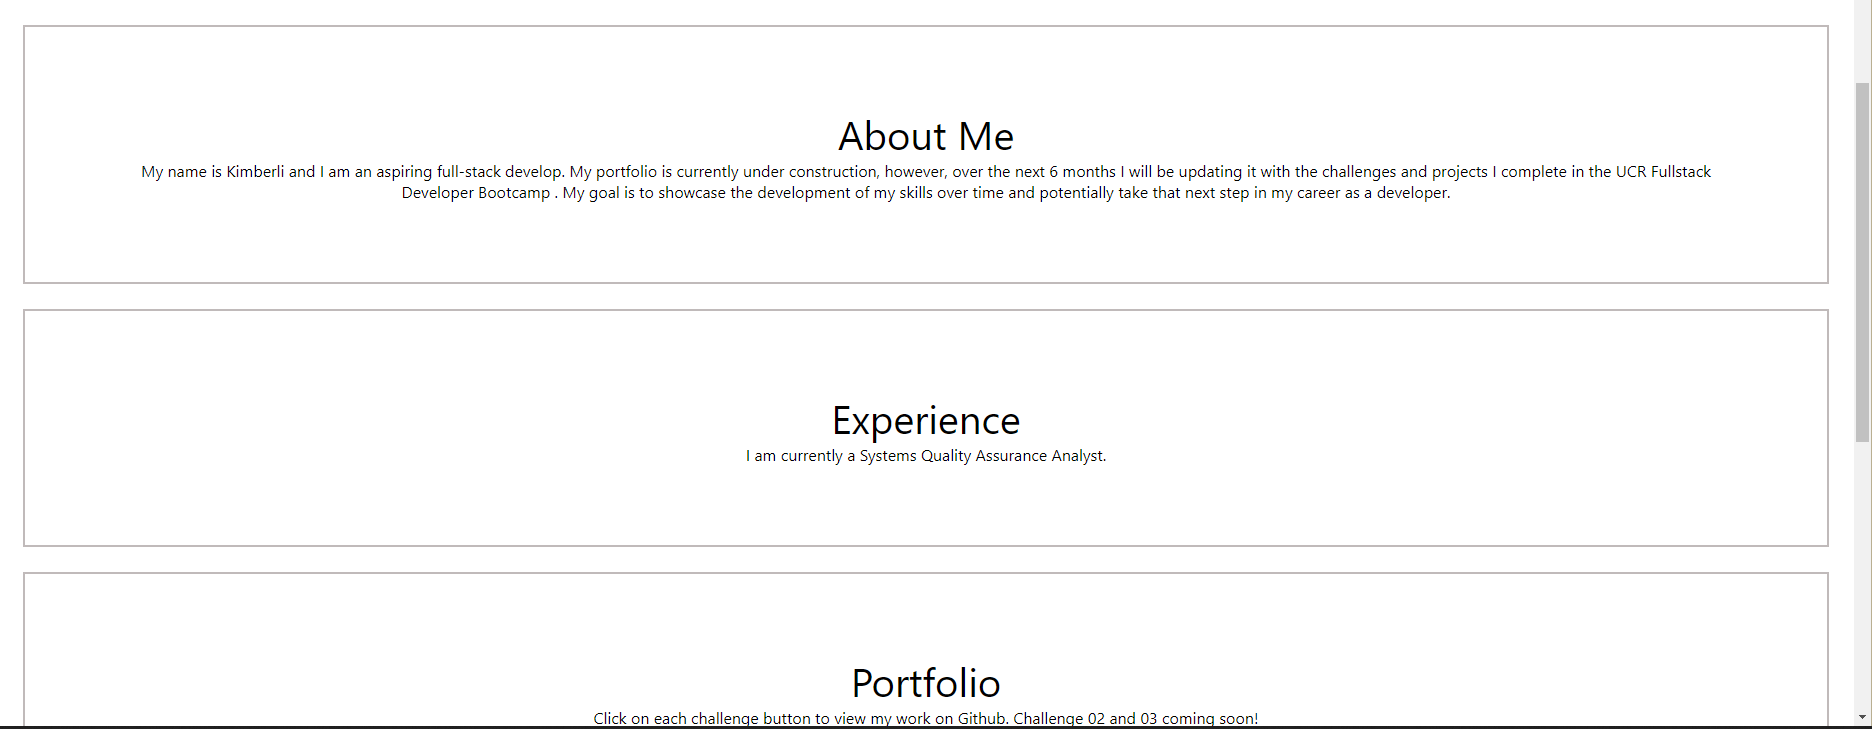 About Me
My name is Kimberli and I am an aspiring full-stack develop. My portfolio is currently under construction, however, over the next 6 months I will be updating it with the challenges and projects I complete in the UCR Fullstack
Developer Bootcamp . My goal is to showcase the development of my skills over time and potentially take that next step in my career as a developer.
Experience
I am currently a Systems Quality Assurance Analyst.
Portfolio
Click on each challenge button to view my work on Github. Challenge 02 and 03 coming soon!